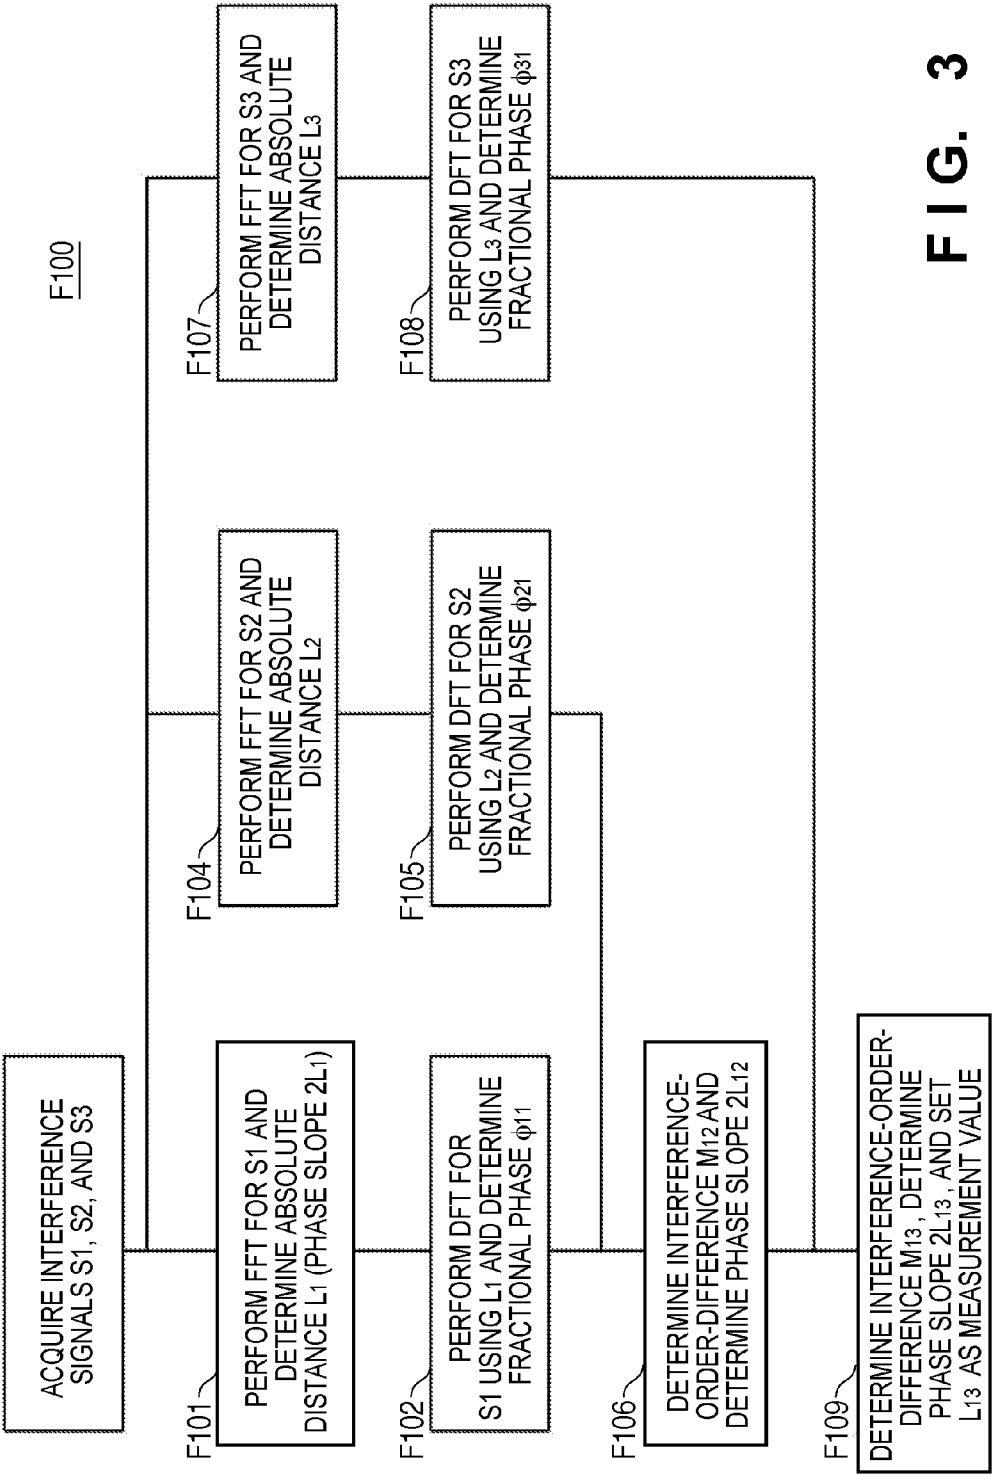 F100
ACQUIRE INTERFERENCE
SIGNALS S1, S2, AND S3
F101
PERFORM FFT FOR S1 AND
DETERMINE ABSOLUTE
DISTANCE L1 (PHASE SLOPE 2L1)
F104
PERFORM FFT FOR S2 AND
DETERMINE ABSOLUTE
DISTANCE L2
F107
PERFORM FFT FOR S3 AND
DETERMINE ABSOLUTE
DISTANCE L3
F102
PERFORM DFT FOR
S1 USING L1 AND DETERMINE
FRACTIONAL PHASE ϕ11
F105
PERFORM DFT FOR S2
USING L2 AND DETERMINE
FRACTIONAL PHASE ϕ21
F108
PERFORM DFT FOR S3
USING L3 AND DETERMINE
FRACTIONAL PHASE ϕ31
F106
DETERMINE INTERFERENCE-
ORDER-DIFFERENCE M12 AND
DETERMINE PHASE SLOPE 2L12
F109
DETERMINE INTERFERENCE-ORDER-
DIFFERENCE M13 , DETERMINE
PHASE SLOPE 2L13 , AND SET
L13 AS MEASUREMENT VALUE
FIG. 3